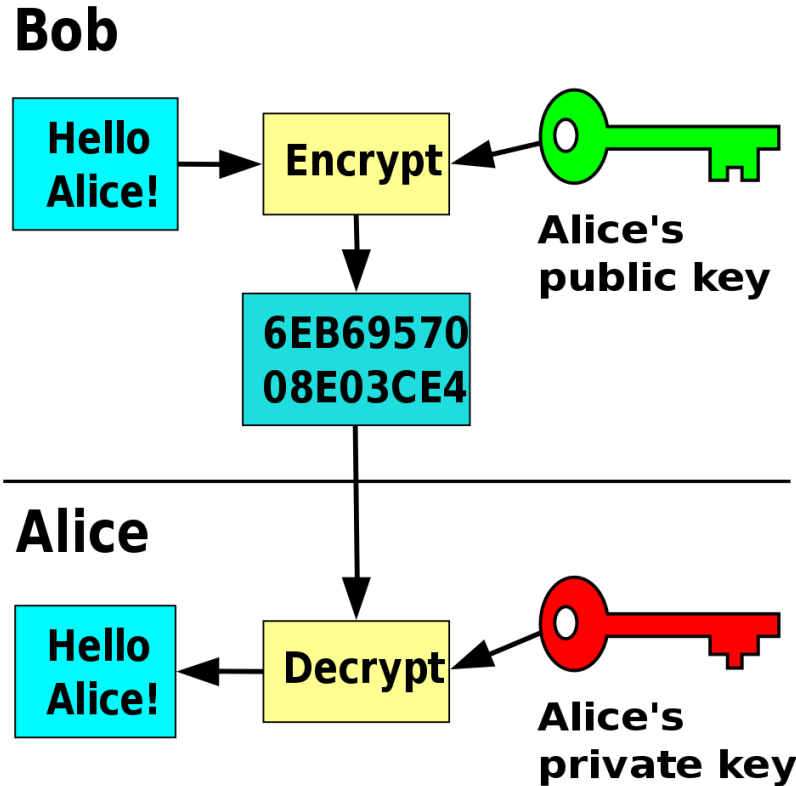 Bob
Hello
Alice!
Encrypt
Alice's
public key
6EB69570
08E03CE4
Alice
Hello
Alice!
Decrypt
Alice's
private key